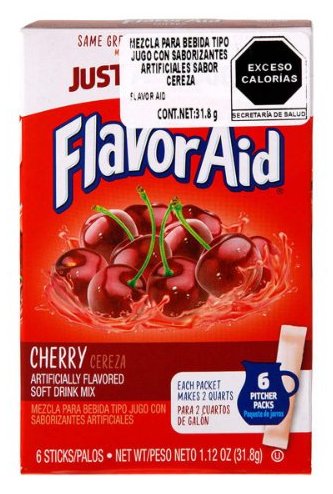 SAME GRE
MEZCLA PARA BEBIDA TIPO
JUGO CON SABORIZANTES
ARTIFICIALES SABOR
CEREZA
FLAVOR AID
CONT.NET:31.8 g
EXCESO
CALORÍAS
SECRETARÍA DE SALUD
JUST
Flavor Aid®
CHERRY CEREZA
ARTIFICIALLY FLAVORED
SOFT DRINK MIX
MEZCLA PARA BEBIDA TIPO JUGO CON
SABORIZANTES ARTIFICIALES
EACH PACKET
MAKES 2 QUARTS
PARA 2 CUARTOS
DE GALÓN
6
PITCHER
PACKS
Paquete de jarras
6 STICKS/PALOS • NET WT/PESO NETO 1.12 OZ (31.8g)